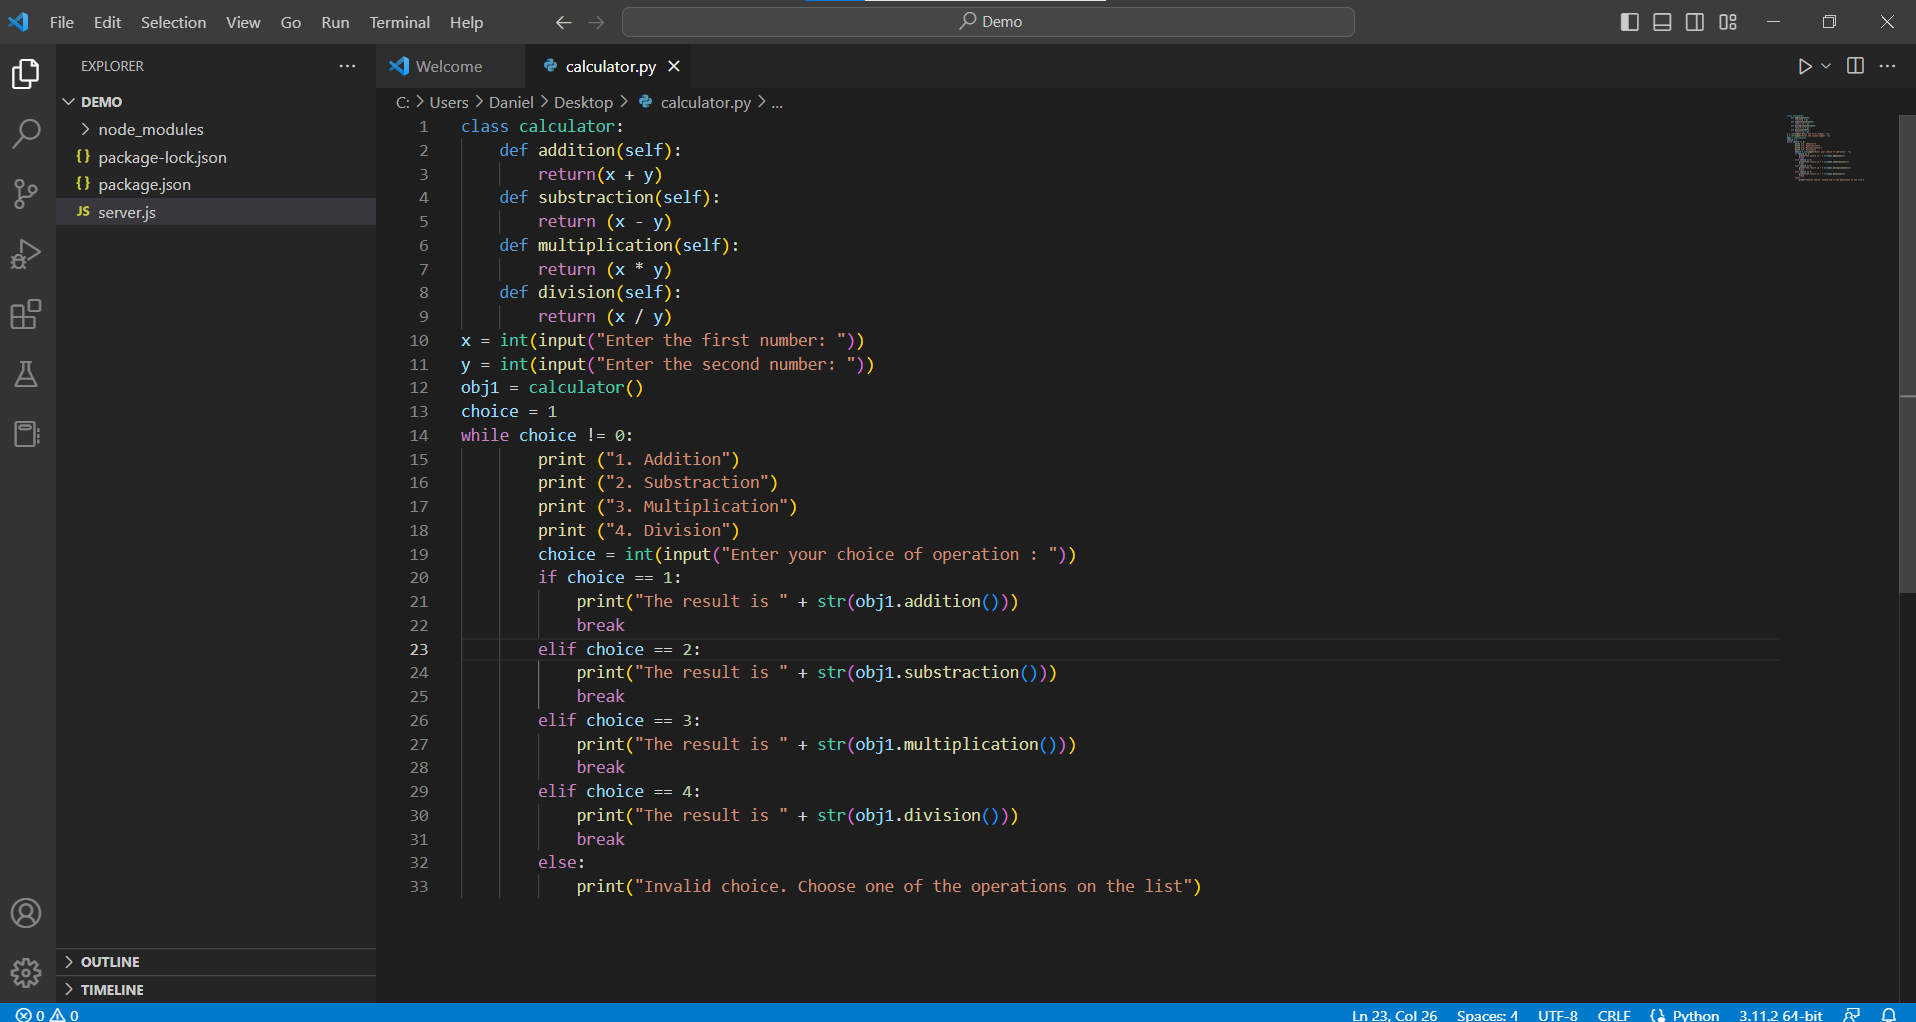 File Edit Selection View Go Run Terminal Help Demo
EXPLORER
DEMO
node_modules
{} package-lock.json
{} package.json
JS server.js
OUTLINE
TIMELINE
Welcome calculator.py
C: > Users > Daniel > Desktop > calculator.py > ...
1 class calculator:
2     def addition(self):
3         return(x + y)
4     def substraction(self):
5         return (x - y)
6     def multiplication(self):
7         return (x * y)
8     def division(self):
9         return (x / y)
10 x = int(input("Enter the first number: "))
11 y = int(input("Enter the second number: "))
12 obj1 = calculator()
13 choice = 1
14 while choice != 0:
15         print ("1. Addition")
16         print ("2. Substraction")
17         print ("3. Multiplication")
18         print ("4. Division")
19         choice = int(input("Enter your choice of operation : "))
20         if choice == 1:
21             print("The result is " + str(obj1.addition()))
22             break
23         elif choice == 2:
24             print("The result is " + str(obj1.substraction()))
25             break
26         elif choice == 3:
27             print("The result is " + str(obj1.multiplication()))
28             break
29         elif choice == 4:
30             print("The result is " + str(obj1.division()))
31             break
32         else:
33             print("Invalid choice. Choose one of the operations on the list")
0 0 Ln 23, Col 26 Spaces: 4 UTF-8 CRLF {} Python 3.11.2 64-bit